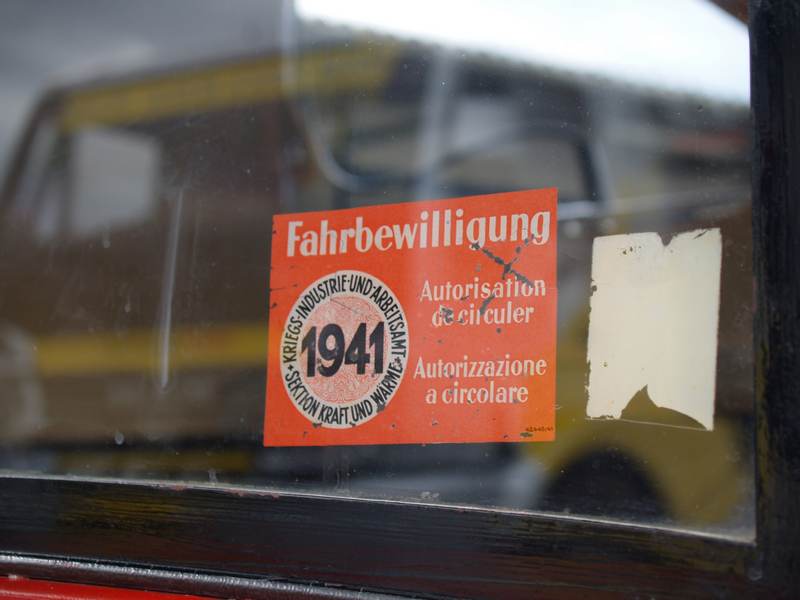 Fahrbewilligung
KRIEGS-INDUSTRIE-UND-ARBEITSAMT
1941
SEKTION KRAFT UND WÄRME
Autorisation
de circuler
Autorizzazione
a circolare